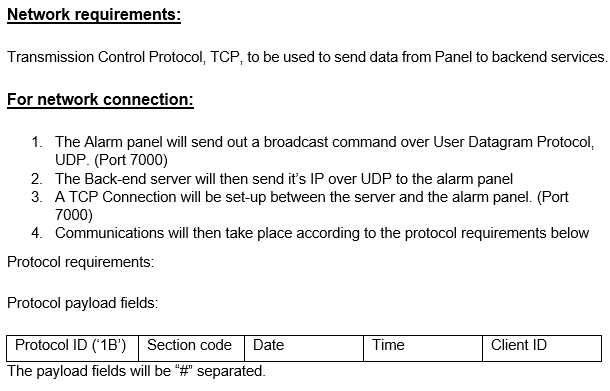 Network requirements:
Transmission Control Protocol, TCP, to be used to send data from Panel to backend services.
For network connection:
1. The Alarm panel will send out a broadcast command over User Datagram Protocol,
UDP. (Port 7000)
2. The Back-end server will then send it's IP over UDP to the alarm panel
3. A TCP Connection will be set-up between the server and the alarm panel. (Port
7000)
4. Communications will then take place according to the protocol requirements below
Protocol requirements:
Protocol payload fields:
Protocol ID ('1B') Section code Date Time Client ID
The payload fields will be "#" separated.